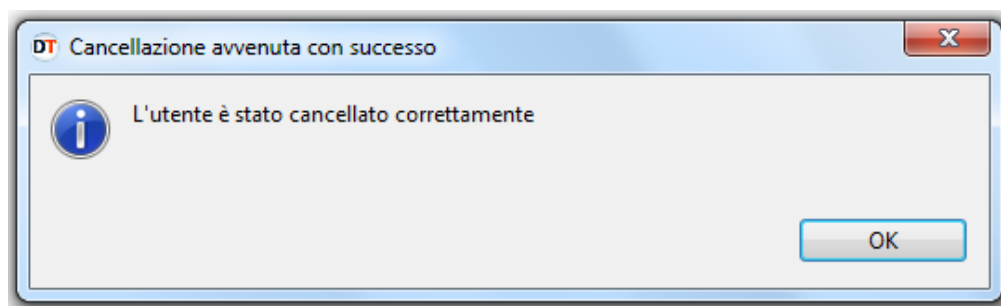 DT Cancellazione avvenuta con successo
L'utente è stato cancellato correttamente
OK